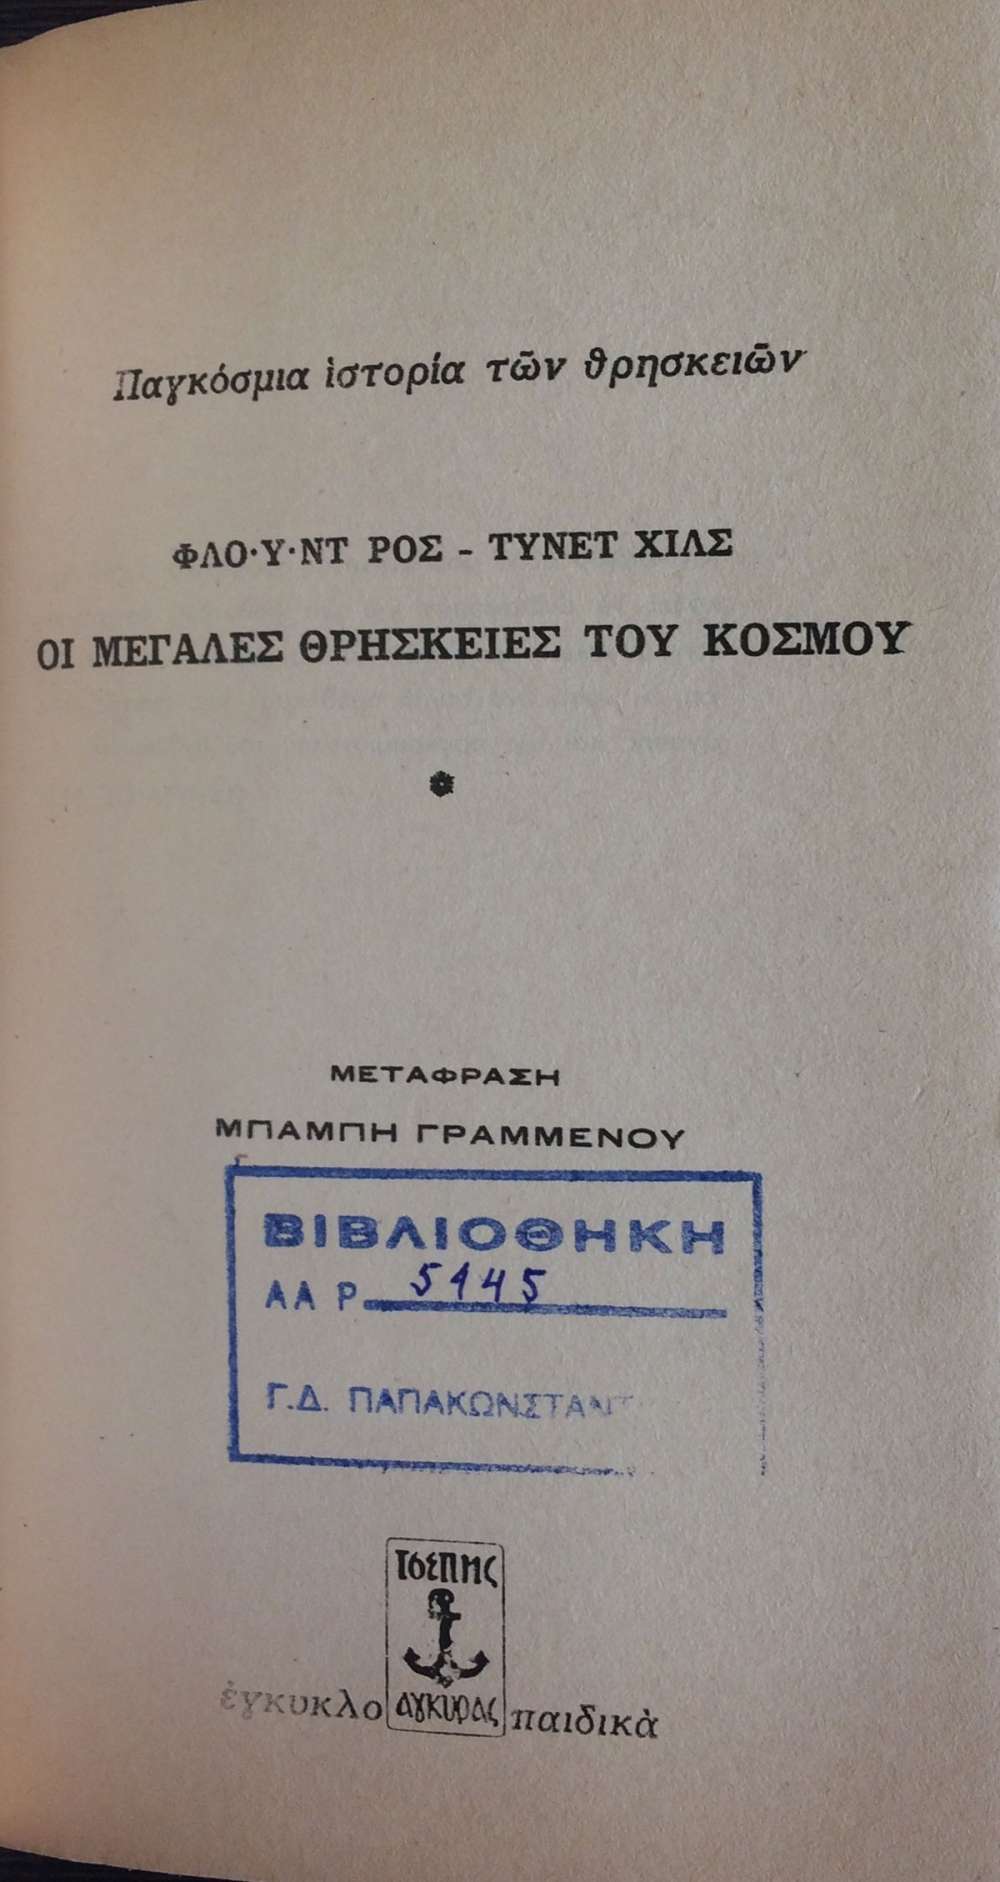 Παγκόσμια ἱστορία τῶν θρησκειῶν
ΦΛΟ·Υ·ΝΤ ΡΟΣ - ΤΥΝΕΤ ΧΙΛΣ
ΟΙ ΜΕΓΑΛΕΣ ΘΡΗΣΚΕΙΕΣ ΤΟΥ ΚΟΣΜΟΥ
ΜΕΤΑΦΡΑΣΗ
ΜΠΑΜΠΗ ΓΡΑΜΜΕΝΟΥ
ΒΙΒΛΙΟΘΗΚΗ
ΑΑ Ρ 5145
Γ.Δ. ΠΑΠΑΚΩΝΣΤΑΝΤ
τσεπης
ἐγκυκλο αγκυρας παιδικὰ